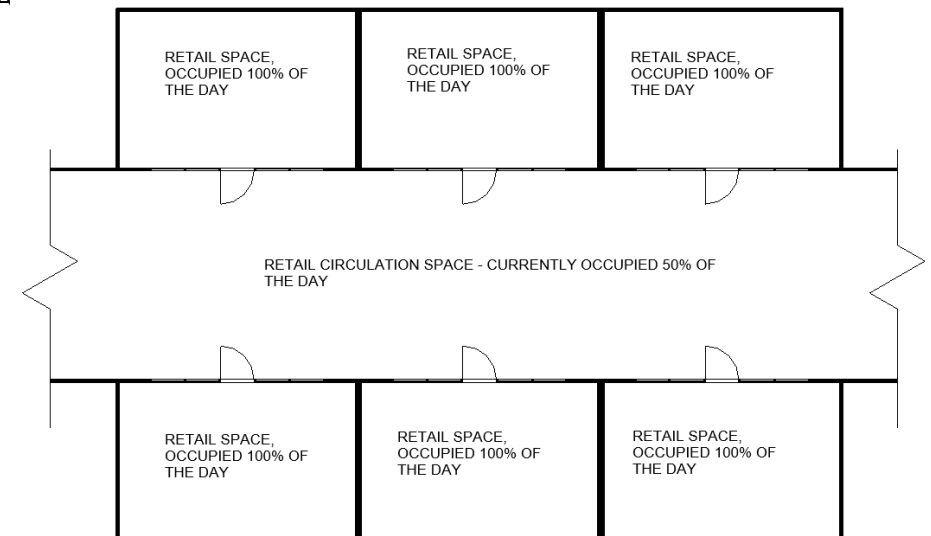 RETAIL SPACE,
OCCUPIED 100% OF
THE DAY
RETAIL SPACE,
OCCUPIED 100% OF
THE DAY
RETAIL SPACE,
OCCUPIED 100% OF
THE DAY
RETAIL CIRCULATION SPACE - CURRENTLY OCCUPIED 50% OF
THE DAY
RETAIL SPACE,
OCCUPIED 100% OF
THE DAY
RETAIL SPACE,
OCCUPIED 100% OF
THE DAY
RETAIL SPACE,
OCCUPIED 100% OF
THE DAY